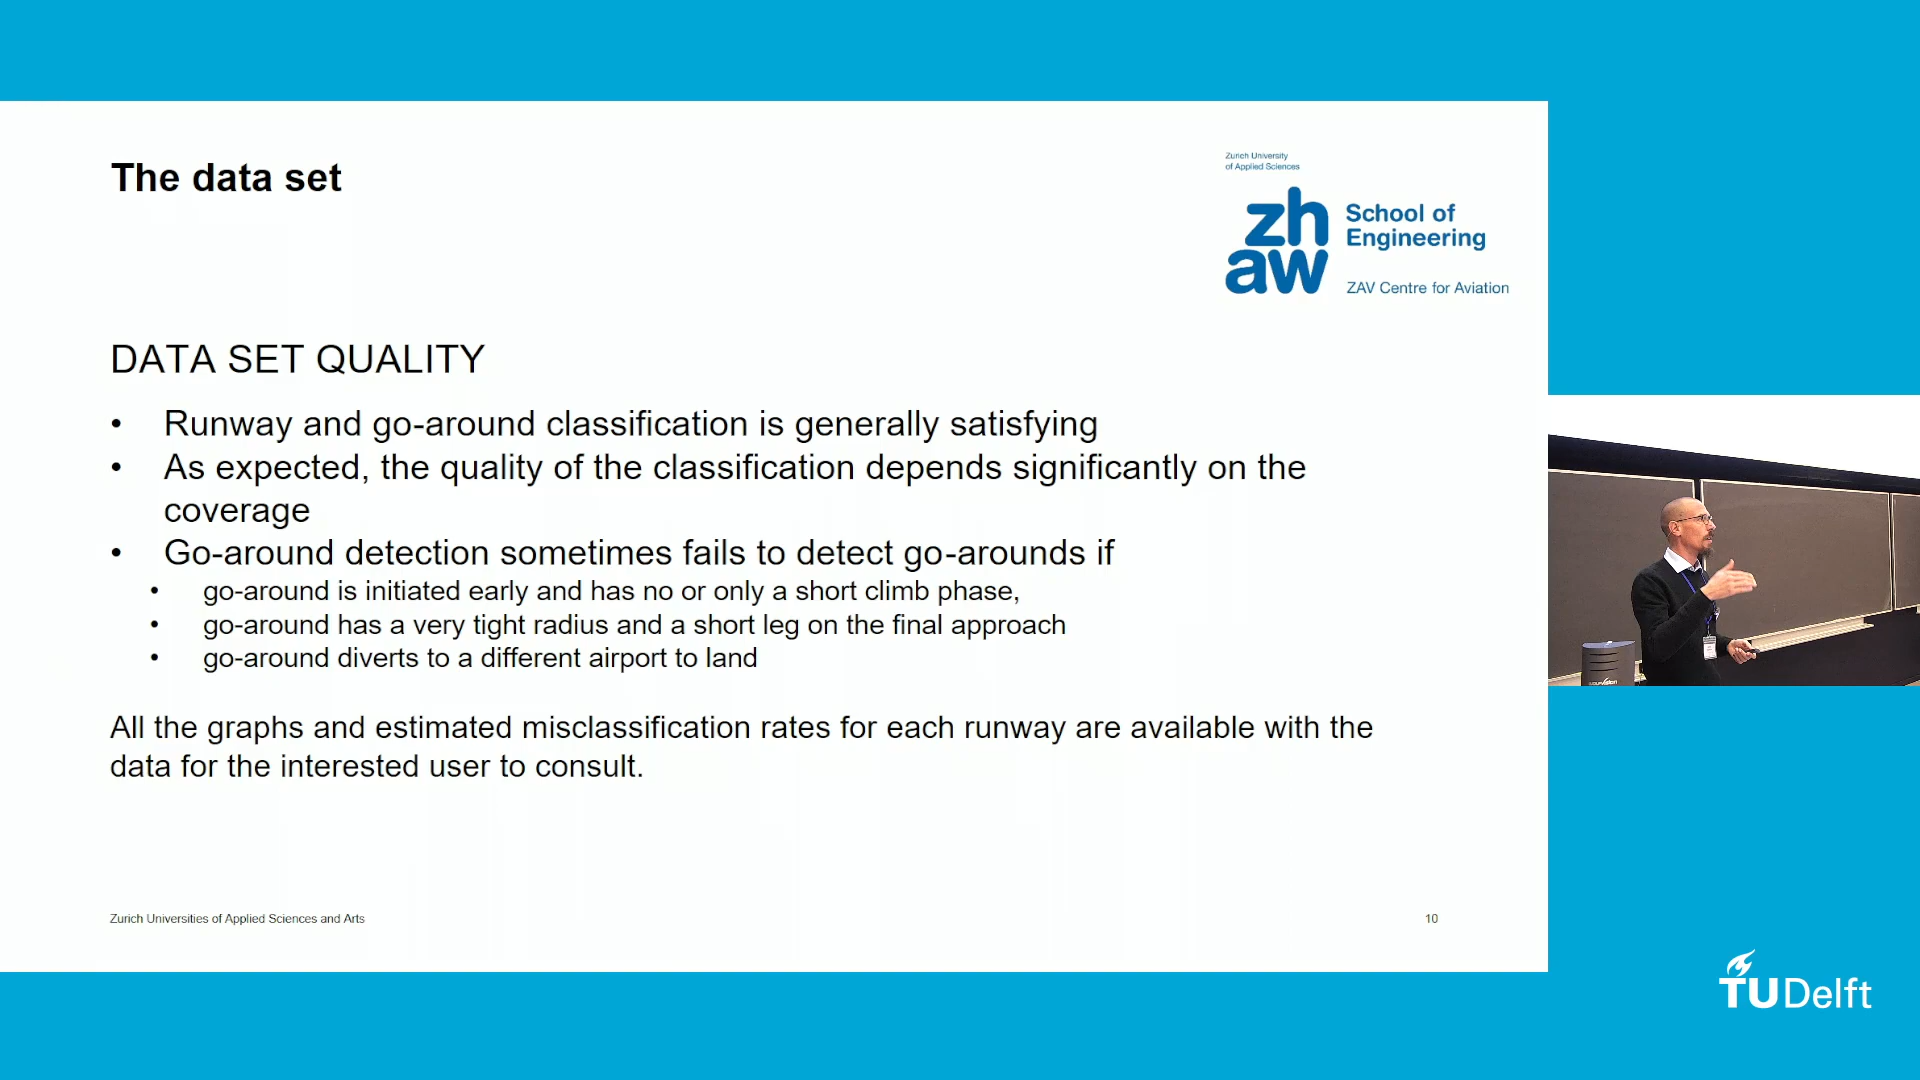 The data set
Zurich University
of Applied Sciences
zh
aw
School of
Engineering
ZAV Centre for Aviation
DATA SET QUALITY
• Runway and go-around classification is generally satisfying
• As expected, the quality of the classification depends significantly on the
coverage
• Go-around detection sometimes fails to detect go-arounds if
• go-around is initiated early and has no or only a short climb phase,
• go-around has a very tight radius and a short leg on the final approach
• go-around diverts to a different airport to land
All the graphs and estimated misclassification rates for each runway are available with the
data for the interested user to consult.
Zurich Universities of Applied Sciences and Arts
10
TUDelft